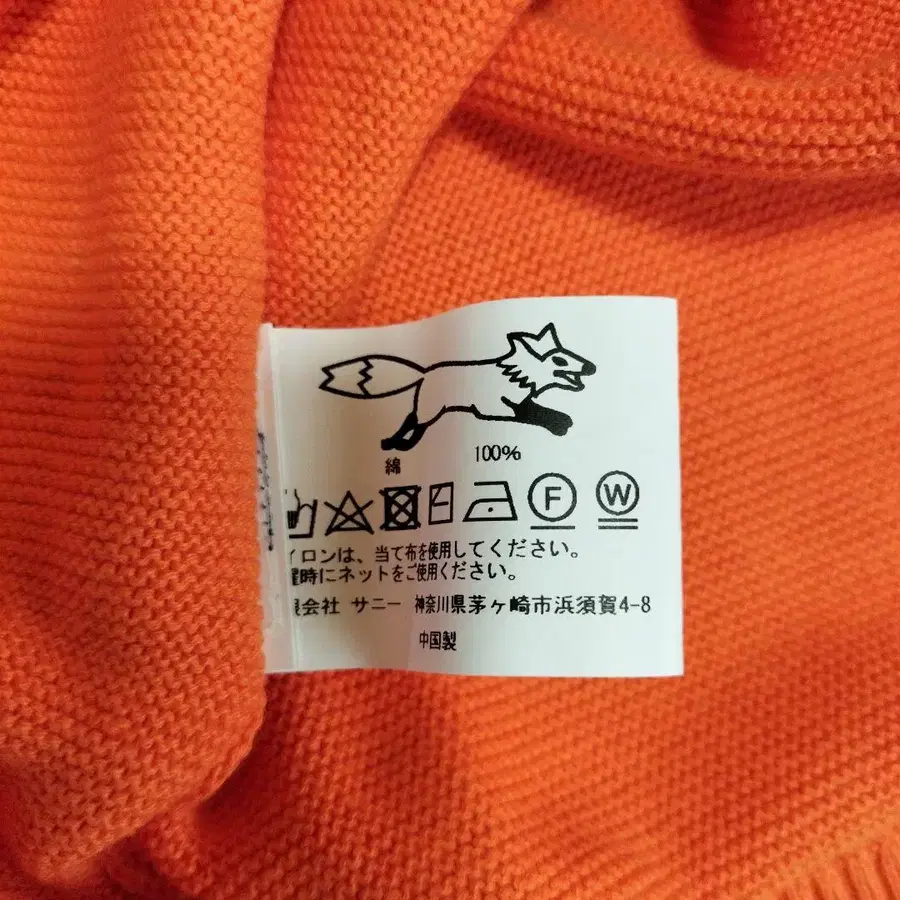 綿 100%
F W
イロンは、当て布を使用してください。
濯時にネットをご使用ください。
限会社 サニー 神奈川県茅ヶ崎市浜須賀4-8
中国製